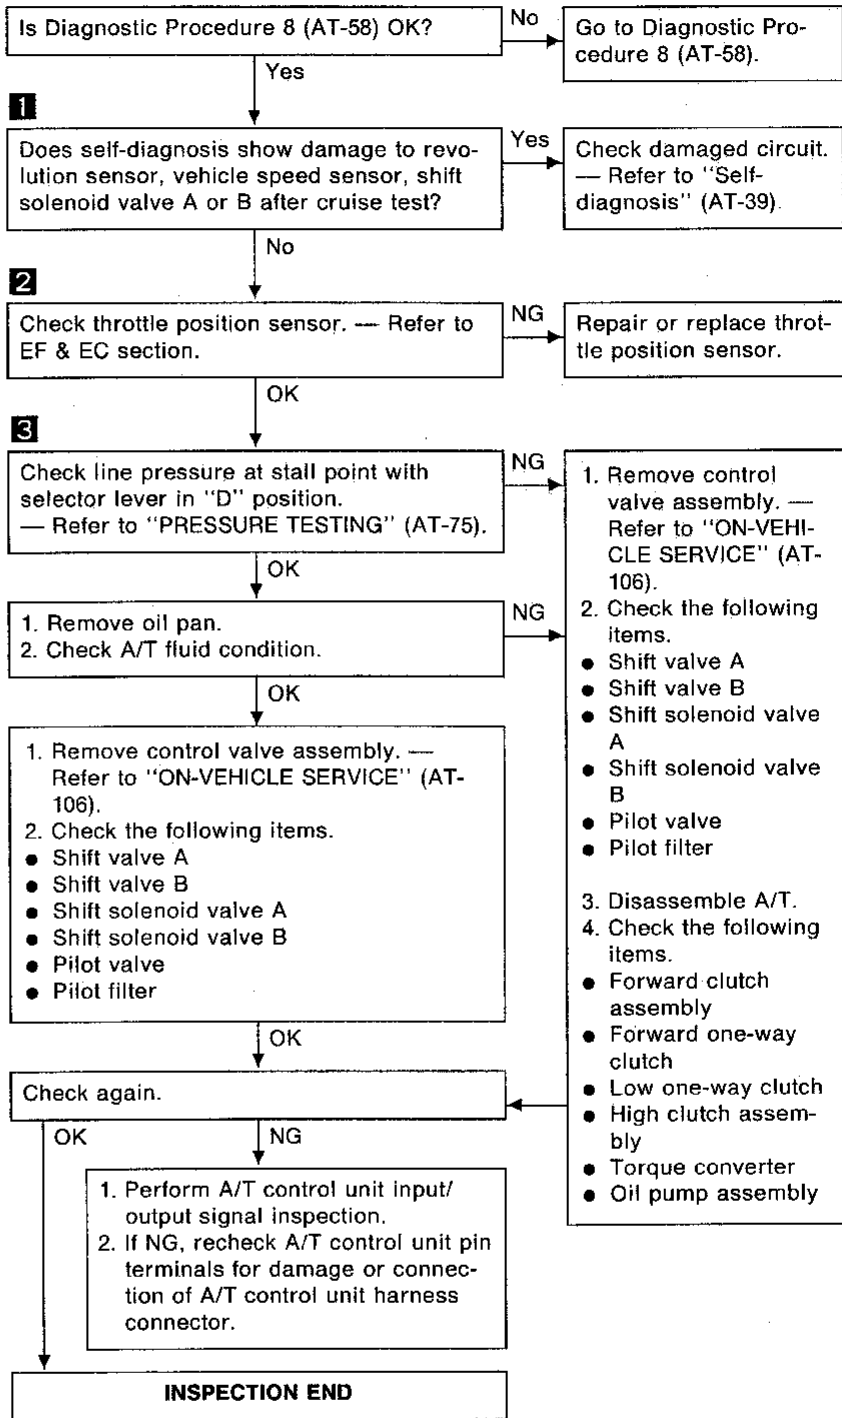 Is Diagnostic Procedure 8 (AT-58) OK?
No
Go to Diagnostic Pro-
cedure 8 (AT-58).
Yes
1
Does self-diagnosis show damage to revo-
lution sensor, vehicle speed sensor, shift
solenoid valve A or B after cruise test?
Yes
Check damaged circuit.
— Refer to "Self-
diagnosis" (AT-39).
No
2
Check throttle position sensor. — Refer to
EF & EC section.
NG
Repair or replace throt-
tle position sensor.
OK
3
Check line pressure at stall point with
selector lever in "D" position.
— Refer to "PRESSURE TESTING" (AT-75).
NG
OK
1. Remove oil pan.
2. Check A/T fluid condition.
NG
1. Remove control
valve assembly. —
Refer to "ON-VEHI-
CLE SERVICE" (AT-
106).
2. Check the following
items.
● Shift valve A
● Shift valve B
● Shift solenoid valve
A
● Shift solenoid valve
B
● Pilot valve
● Pilot filter
3. Disassemble A/T.
4. Check the following
items.
● Forward clutch
assembly
● Forward one-way
clutch
● Low one-way clutch
● High clutch assem-
bly
● Torque converter
● Oil pump assembly
OK
1. Remove control valve assembly. —
Refer to "ON-VEHICLE SERVICE" (AT-
106).
2. Check the following items.
● Shift valve A
● Shift valve B
● Shift solenoid valve A
● Shift solenoid valve B
● Pilot valve
● Pilot filter
OK
Check again.
OK
NG
1. Perform A/T control unit input/
output signal inspection.
2. If NG, recheck A/T control unit pin
terminals for damage or connec-
tion of A/T control unit harness
connector.
INSPECTION END